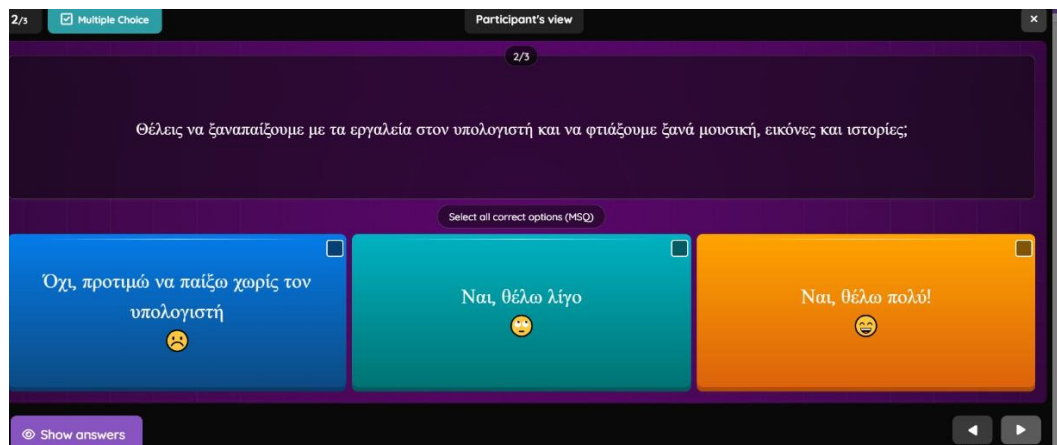 2/3
Multiple Choice
Participant's view
2/3
Θέλεις να ξαναπαίξουμε με τα εργαλεία στον υπολογιστή και να φτιάξουμε ξανά μουσική, εικόνες και ιστορίες;
Select all correct options (MSQ)
Όχι, προτιμώ να παίξω χωρίς τον
υπολογιστή
Ναι, θέλω λίγο
Ναι, θέλω πολύ!
Show answers